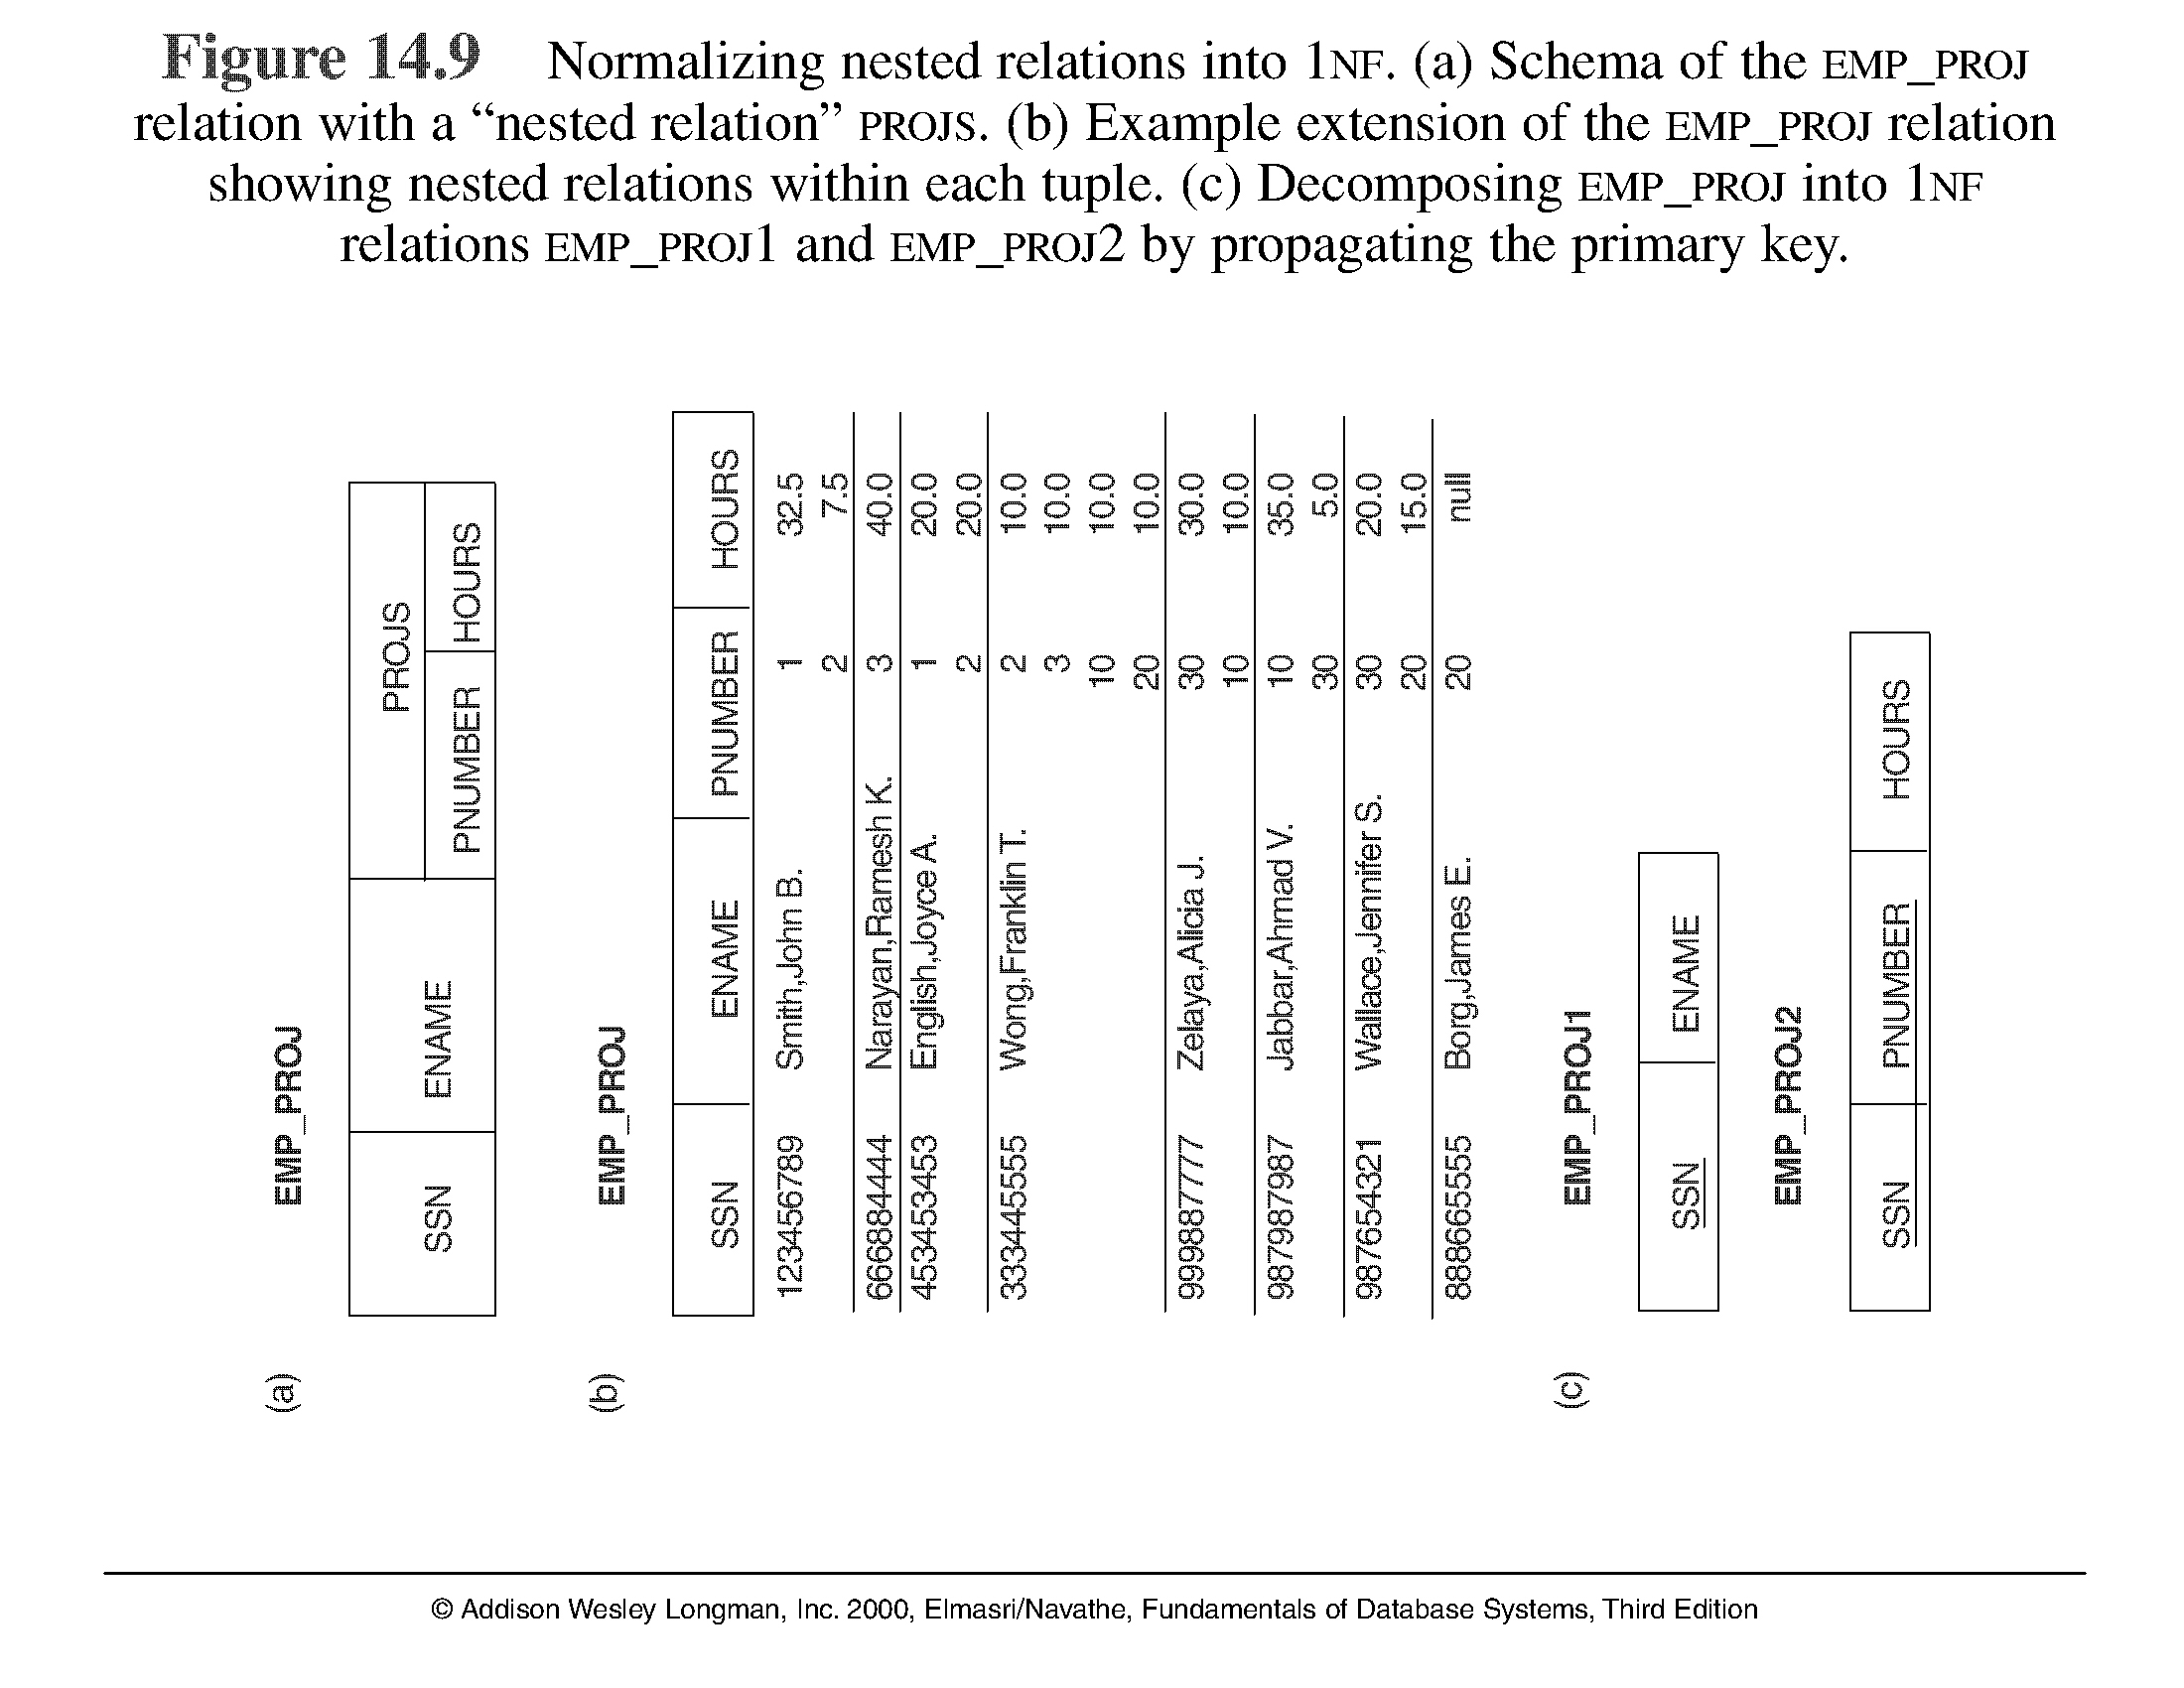 Figure 14.9 Normalizing nested relations into 1NF. (a) Schema of the EMP_PROJ
relation with a “nested relation” PROJS. (b) Example extension of the EMP_PROJ relation
showing nested relations within each tuple. (c) Decomposing EMP_PROJ into 1NF
relations EMP_PROJ1 and EMP_PROJ2 by propagating the primary key.
(a) EMP_PROJ
PROJS
SSN ENAME PNUMBER HOURS
(b) EMP_PROJ
SSN ENAME PNUMBER HOURS
123456789 Smith,John B. 1 32.5
2 7.5
666884444 Narayan,Ramesh K. 3 40.0
453453453 English,Joyce A. 1 20.0
2 20.0
333445555 Wong,Franklin T. 2 10.0
3 10.0
10 10.0
20 10.0
999887777 Zelaya,Alicia J. 30 30.0
10 10.0
987987987 Jabbar,Ahmad V. 10 35.0
30 5.0
987654321 Wallace,Jennifer S. 30 20.0
20 15.0
888665555 Borg,James E. 20 null
(c) EMP_PROJ1
SSN ENAME
EMP_PROJ2
SSN PNUMBER HOURS
© Addison Wesley Longman, Inc. 2000, Elmasri/Navathe, Fundamentals of Database Systems, Third Edition